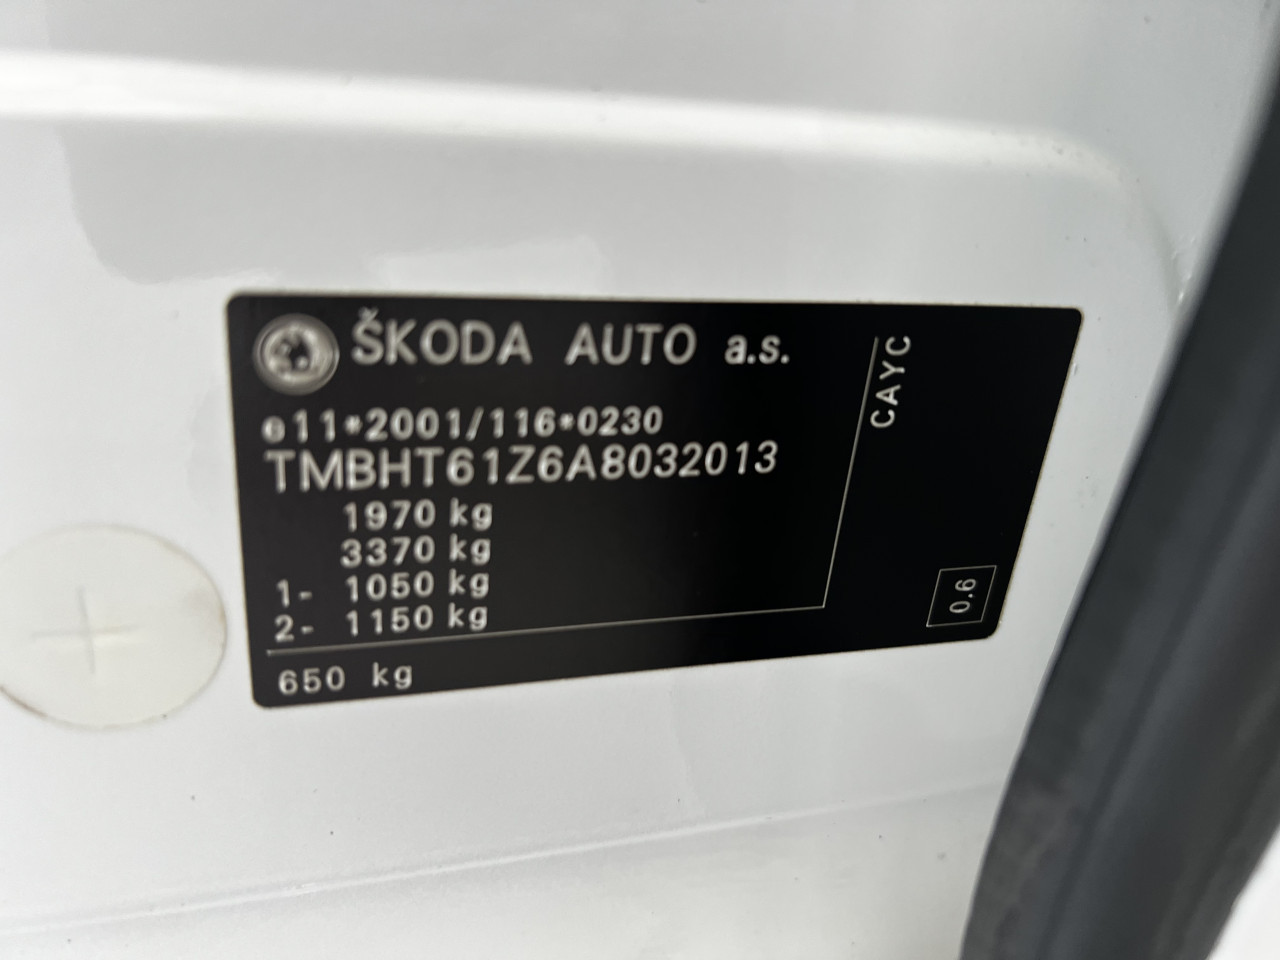 ŠKODA AUTO a.s.
e11*2001/116*0230
TMBHT61Z6A8032013
1970 kg
3370 kg
1- 1050 kg
2- 1150 kg
650 kg
CAYC
0.6